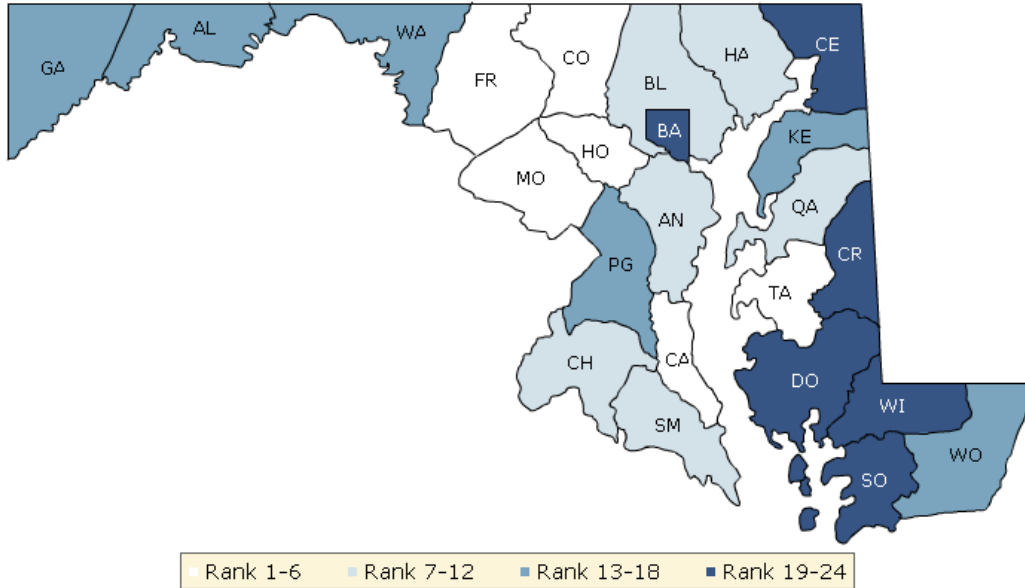 AL
WA
CE
GA
HA
CO
FR
BL
BA
KE
HO
MO
QA
AN
CR
PG
TA
CH
CA
DO
WI
SM
WO
SO
Rank 1-6 Rank 7-12 Rank 13-18 Rank 19-24